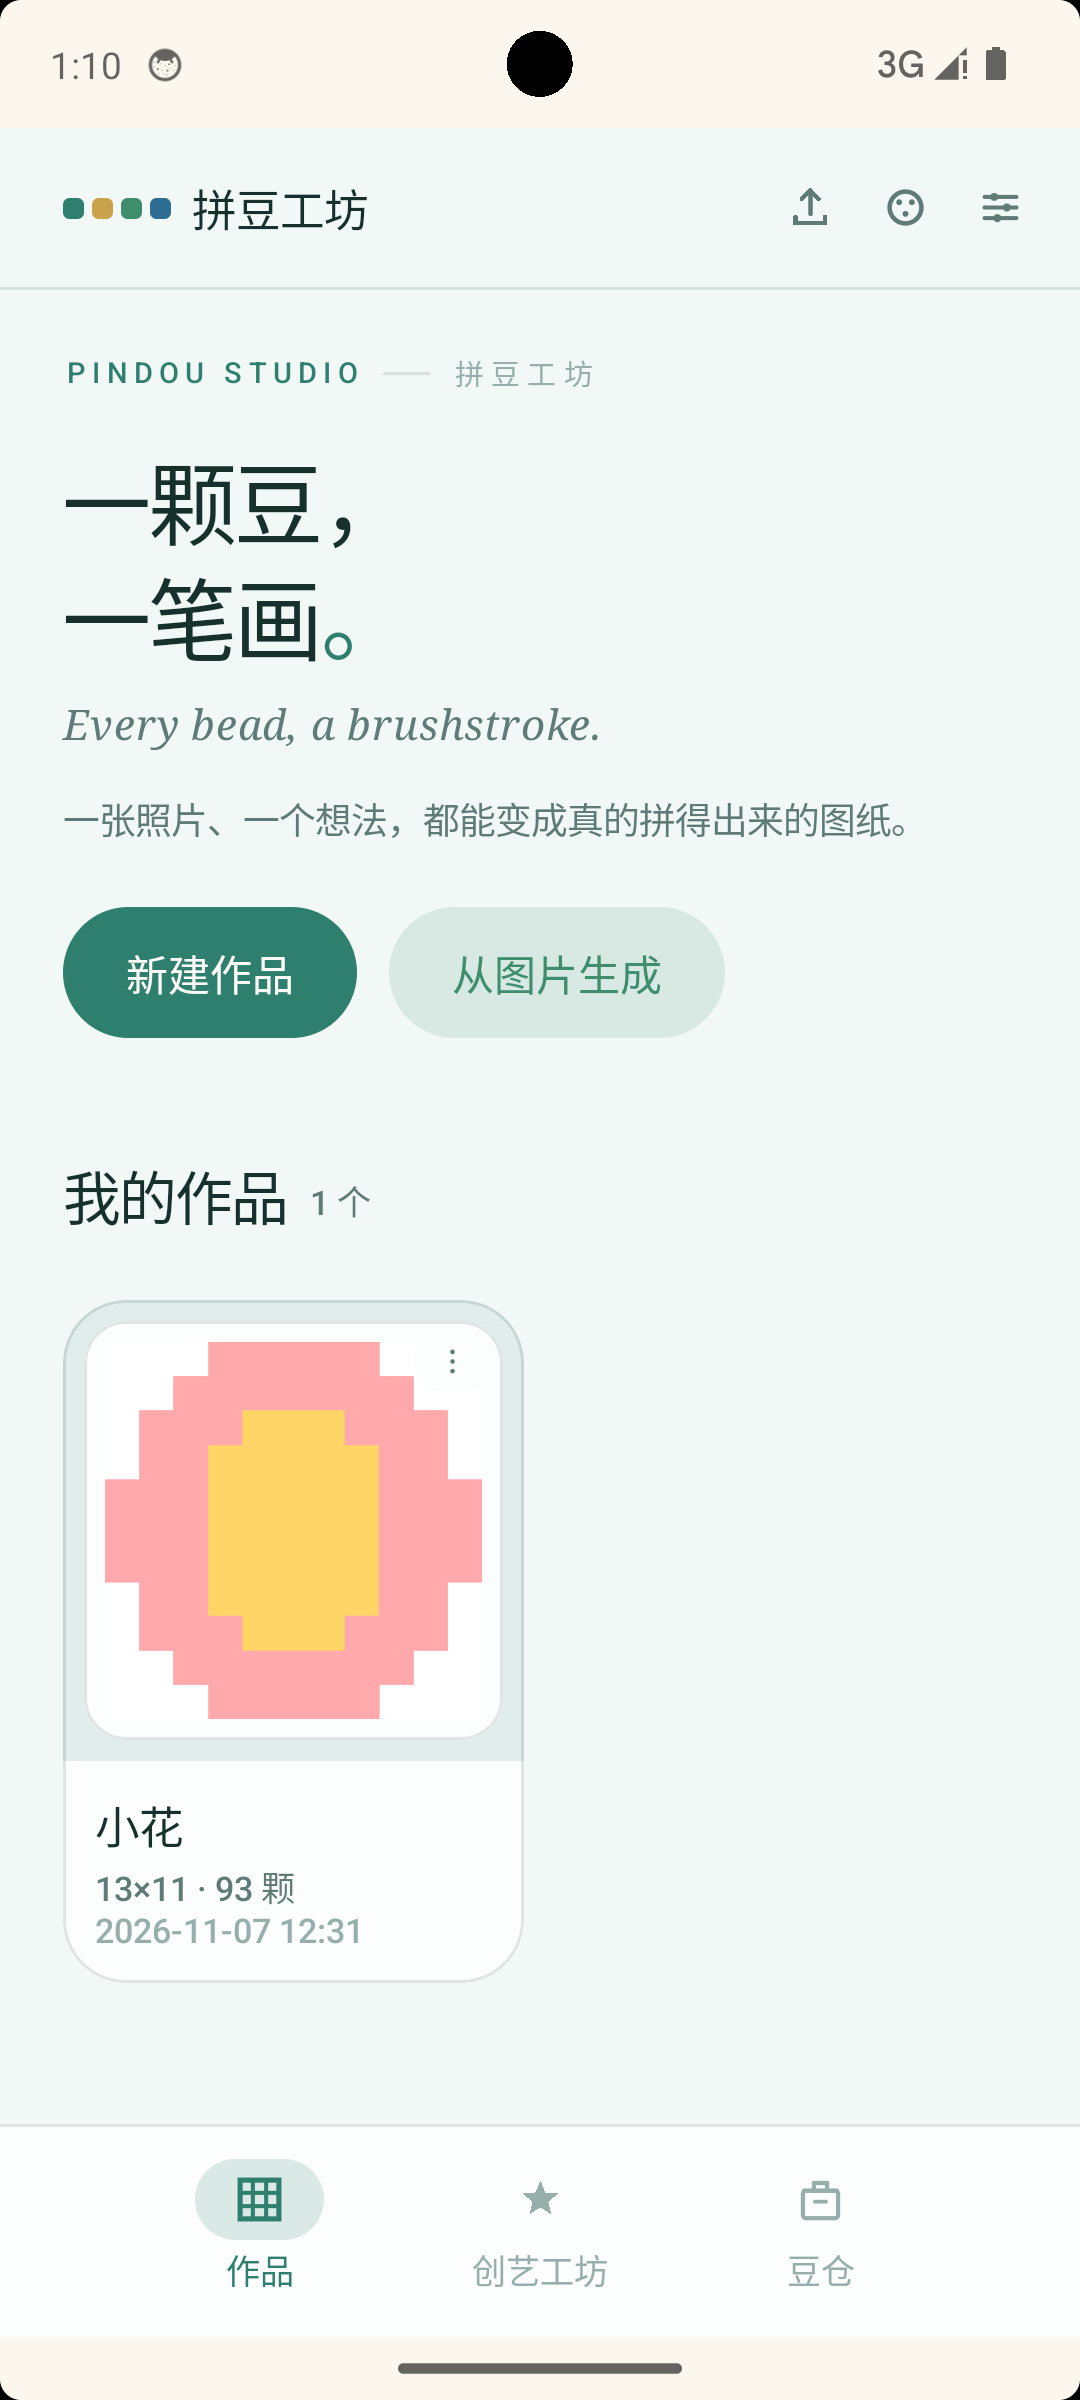 1:10
3G
拼豆工坊
PINDOU STUDIO — 拼豆工坊
一颗豆，
一笔画。
Every bead, a brushstroke.
一张照片、一个想法，都能变成真的拼得出来的图纸。
新建作品
从图片生成
我的作品 1 个
小花
13×11 · 93 颗
2026-11-07 12:31
作品
创艺工坊
豆仓